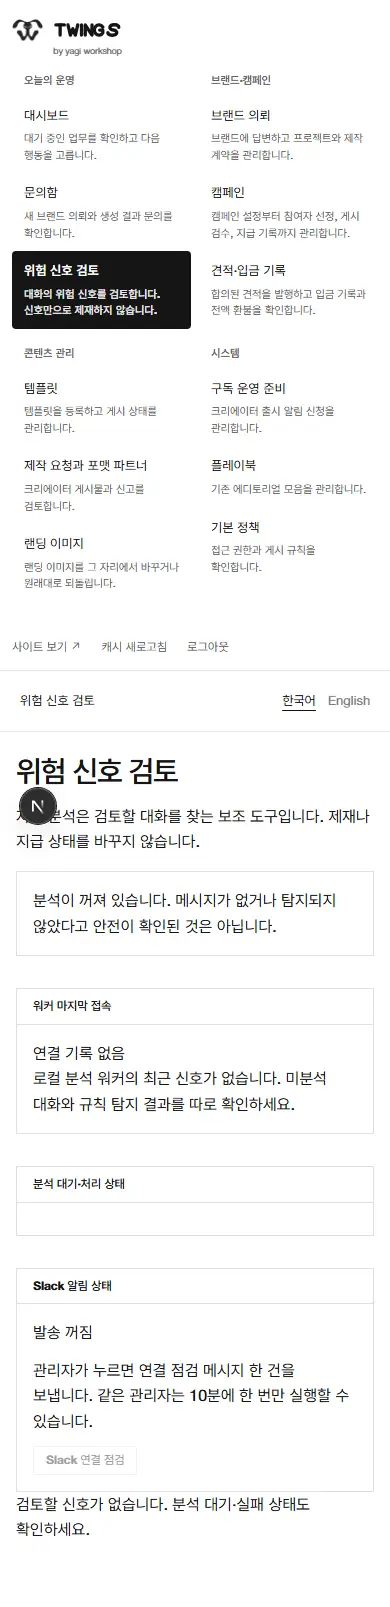 TWINGS
by yagi workshop
오늘의 운영
대시보드
대기 중인 업무를 확인하고 다음
행동을 고릅니다.
문의함
새 브랜드 의뢰와 생성 결과 문의를
확인합니다.
위험 신호 검토
대화의 위험 신호를 검토합니다.
신호만으로 제재하지 않습니다.
브랜드·캠페인
브랜드 의뢰
브랜드에 답변하고 프로젝트와 제작
계약을 관리합니다.
캠페인
캠페인 설정부터 참여자 선정, 게시
검수, 지급 기록까지 관리합니다.
견적·입금 기록
합의된 견적을 발행하고 입금 기록과
전액 환불을 확인합니다.
콘텐츠 관리
템플릿
템플릿을 등록하고 게시 상태를
관리합니다.
제작 요청과 포맷 파트너
크리에이터 게시물과 신고를
검토합니다.
랜딩 이미지
랜딩 이미지를 그 자리에서 바꾸거나
원래대로 되돌립니다.
시스템
구독 운영 준비
크리에이터 출시 알림 신청을
관리합니다.
플레이북
기존 에디토리얼 모음을 관리합니다.
기본 정책
접근 권한과 게시 규칙을
확인합니다.
사이트 보기 ↗ 캐시 새로고침 로그아웃
위험 신호 검토 한국어 English
위험 신호 검토
N
분석은 검토할 대화를 찾는 보조 도구입니다. 제재나
지급 상태를 바꾸지 않습니다.
분석이 꺼져 있습니다. 메시지가 없거나 탐지되지
않았다고 안전이 확인된 것은 아닙니다.
워커 마지막 접속
연결 기록 없음
로컬 분석 워커의 최근 신호가 없습니다. 미분석
대화와 규칙 탐지 결과를 따로 확인하세요.
분석 대기·처리 상태
Slack 알림 상태
발송 꺼짐
관리자가 누르면 연결 점검 메시지 한 건을
보냅니다. 같은 관리자는 10분에 한 번만 실행할 수
있습니다.
Slack 연결 점검
검토할 신호가 없습니다. 분석 대기·실패 상태도
확인하세요.